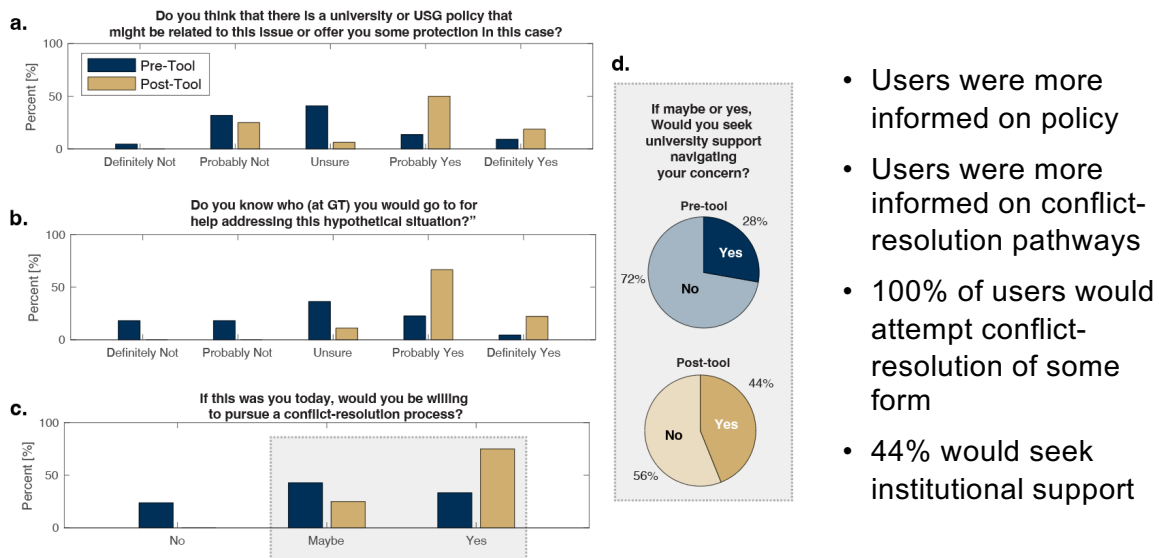 a.
Do you think that there is a university or USG policy that
might be related to this issue or offer you some protection in this case?
100
50
0
Percent [%]
Pre-Tool
Post-Tool
Definitely Not
Probably Not
Unsure
Probably Yes
Definitely Yes
b.
Do you know who (at GT) you would go to for
help addressing this hypothetical situation?”
100
50
0
Percent [%]
Definitely Not
Probably Not
Unsure
Probably Yes
Definitely Yes
c.
If this was you today, would you be willing
to pursue a conflict-resolution process?
100
50
0
Percent [%]
No
Maybe
Yes
d.
If maybe or yes,
Would you seek
university support
navigating
your concern?
Pre-tool
28%
Yes
72%
No
Post-tool
44%
Yes
No
56%
• Users were more
informed on policy
• Users were more
informed on conflict-
resolution pathways
• 100% of users would
attempt conflict-
resolution of some
form
• 44% would seek
institutional support